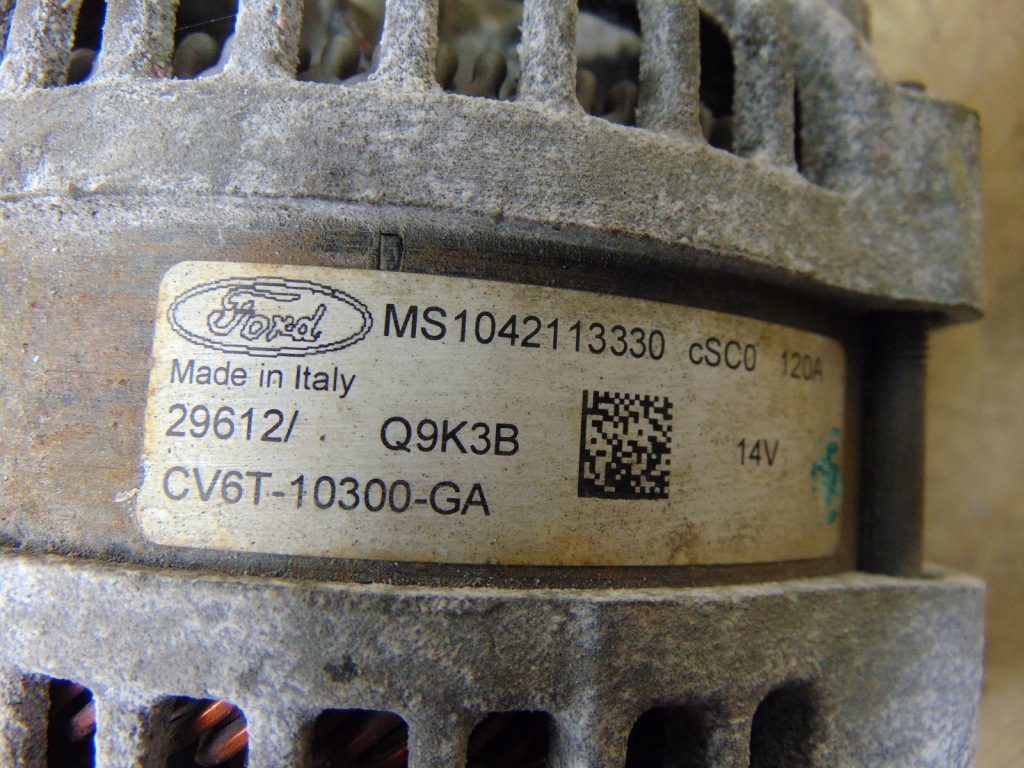 Ford MS1042113330 cSC0 120A
Made in Italy
29612/ Q9K3B 14V
CV6T-10300-GA